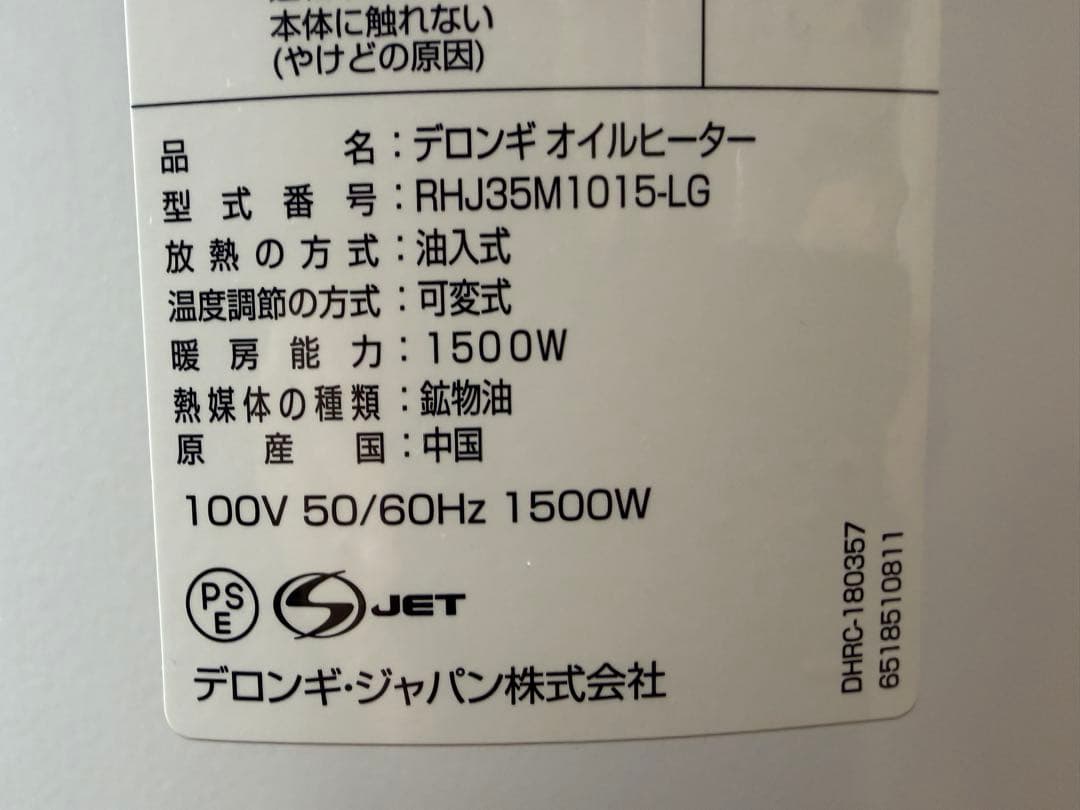 本体に触れない
(やけどの原因)
品名：デロンギ オイルヒーター
型式番号：RHJ35M1015-LG
放熱の方式：油入式
温度調節の方式：可変式
暖房能力：1500W
熱媒体の種類：鉱物油
原産国：中国
100V 50/60Hz 1500W
PS
E
JET
デロンギ・ジャパン株式会社
DHRC-180357
6518510811